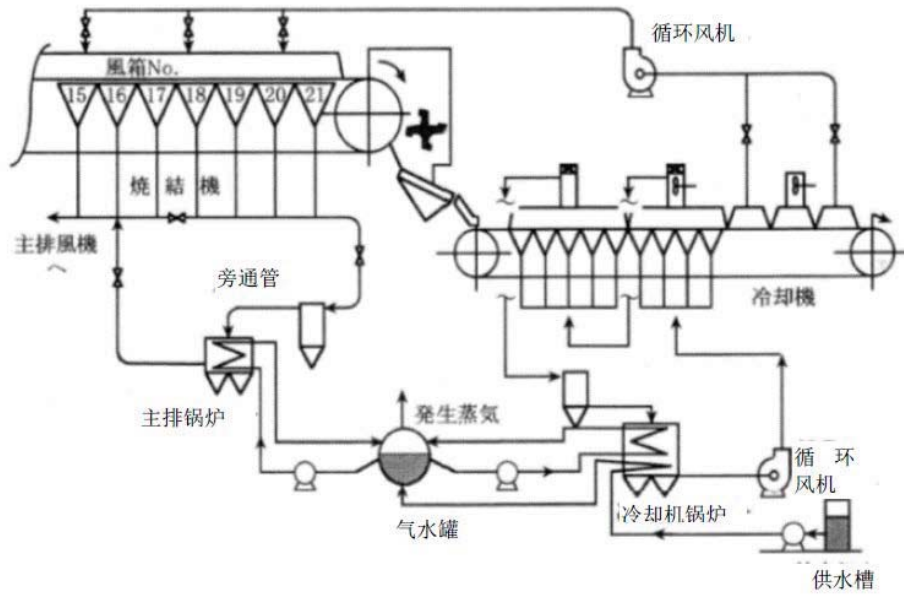 循环风机
風箱No.
15 16 17 18 19 20 21
焼結機
主排風機
へ
旁通管
冷却機
主排锅炉
発生蒸気
循环
风机
冷却机锅炉
气水罐
供水槽